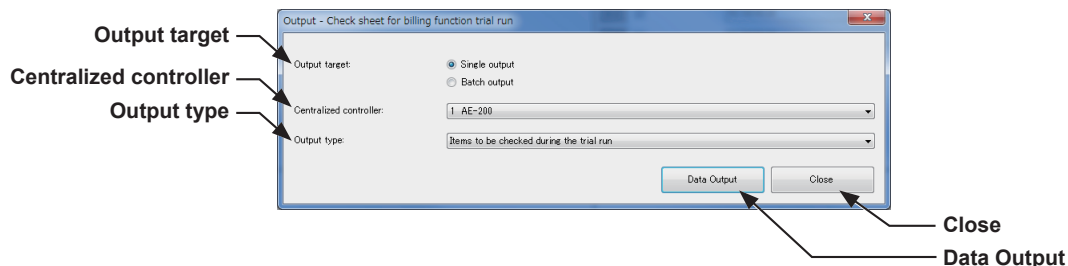 Output - Check sheet for billing function trial run
x
Output target
Output target:
Single output
Batch output
Centralized controller
Centralized controller:
1 AE-200
Output type
Output type:
Items to be checked during the trial run
Data Output
Close
Close
Data Output